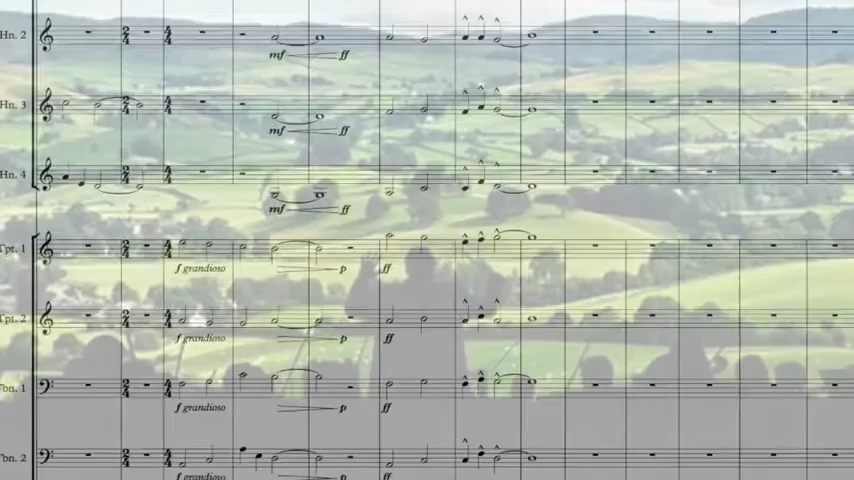 Hn. 2
mf ff
Hn. 3
mf ff
Hn. 4
mf ff
Tpt. 1
f grandioso p ff
Tpt. 2
f grandioso p ff
Tbn. 1
f grandioso p ff
Tbn. 2
f grandioso p ff